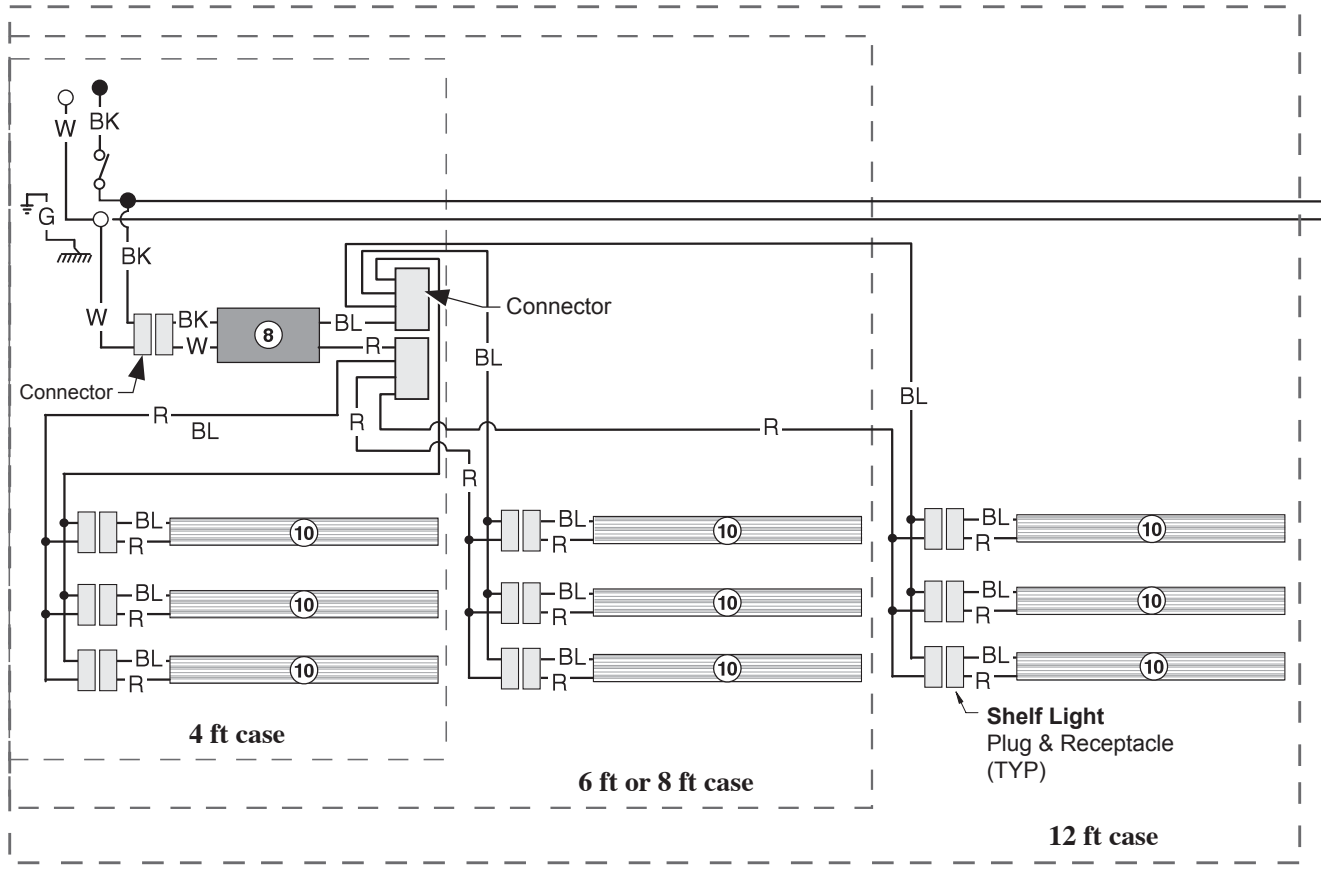 W
BK
G
BK
W
BK
W
8
BL
R
Connector
Connector
BL
BL
R
BL
R
R
R
BL
R
10
BL
R
10
BL
R
10
BL
R
10
BL
R
10
BL
R
10
BL
R
10
BL
R
10
BL
R
10
4 ft case
Shelf Light
Plug & Receptacle
(TYP)
6 ft or 8 ft case
12 ft case